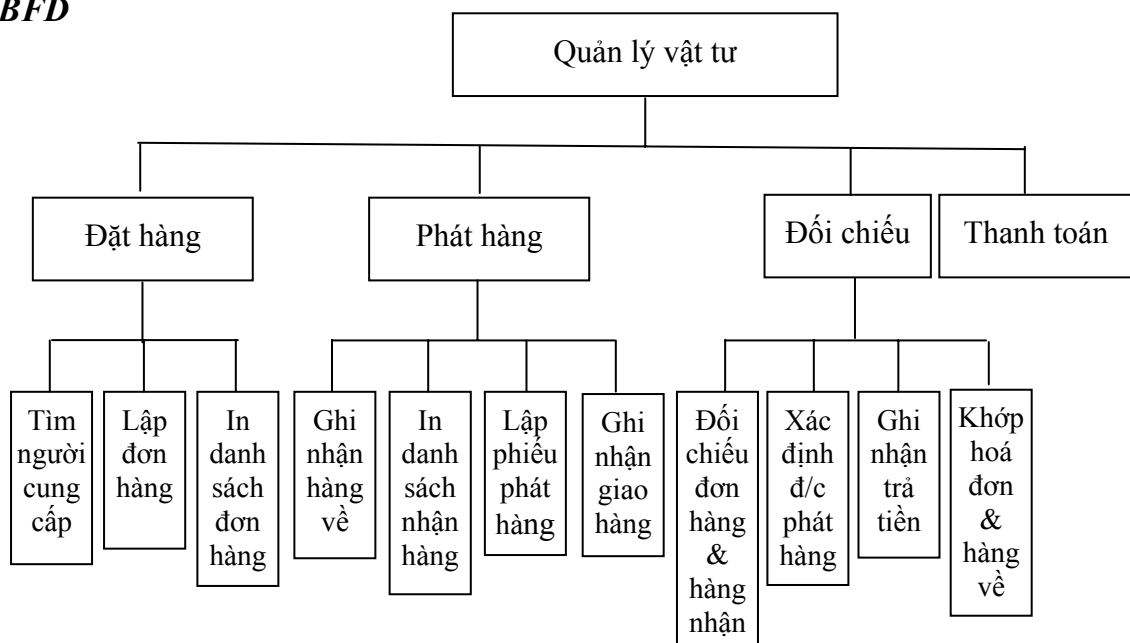 BFD
Quản lý vật tư
Đặt hàng
Phát hàng
Đối chiếu
Thanh toán
Tìm
người
cung
cấp
Lập
đơn
hàng
In
danh
sách
đơn
hàng
Ghi
nhận
hàng
về
In
danh
sách
nhận
hàng
Lập
phiếu
phát
hàng
Ghi
nhận
giao
hàng
Đối
chiếu
đơn
hàng
&
hàng
nhận
Xác
định
đ/c
phát
hàng
Ghi
nhận
trả
tiền
Khớp
hoá
đơn
&
hàng
về